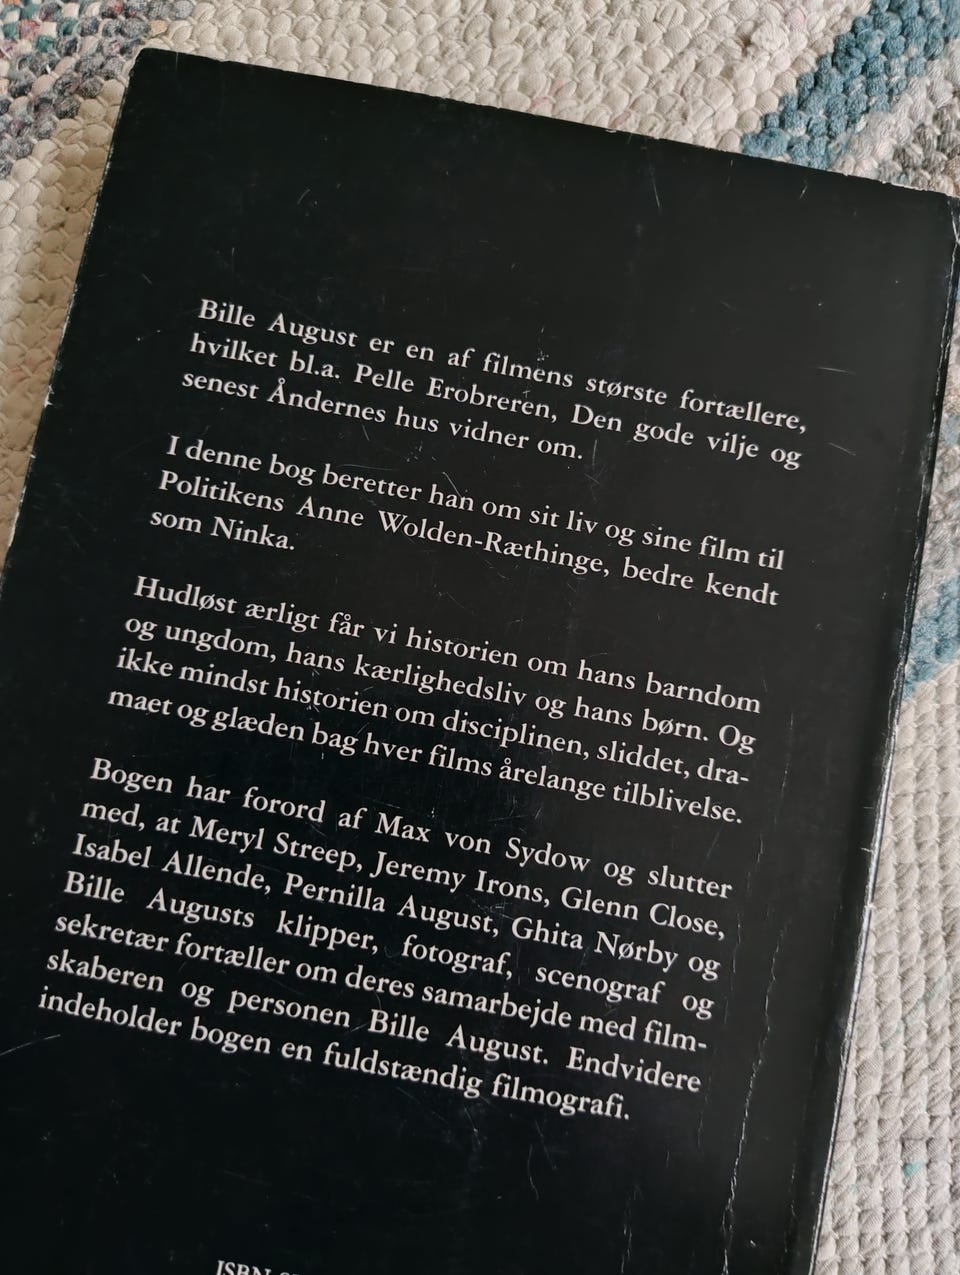 Bille August er en af filmens største fortællere,
hvilket bl.a. Pelle Erobreren, Den gode vilje og
senest Åndernes hus vidner om.
I denne bog beretter han om sit liv og sine film til
Politikens Anne Wolden-Ræthinge, bedre kendt
som Ninka.
Hudløst ærligt får vi historien om hans barndom
og ungdom, hans kærlighedsliv og hans børn. Og
ikke mindst historien om disciplinen, sliddet, dra-
maet og glæden bag hver films årelange tilblivelse.
Bogen har forord af Max von Sydow og slutter
med, at Meryl Streep, Jeremy Irons, Glenn Close,
Isabel Allende, Pernilla August, Ghita Nørby og
Bille Augusts klipper, fotograf, scenograf og
sekretær fortæller om deres samarbejde med film-
skaberen og personen Bille August. Endvidere
indeholder bogen en fuldstændig filmografi.
ISBN